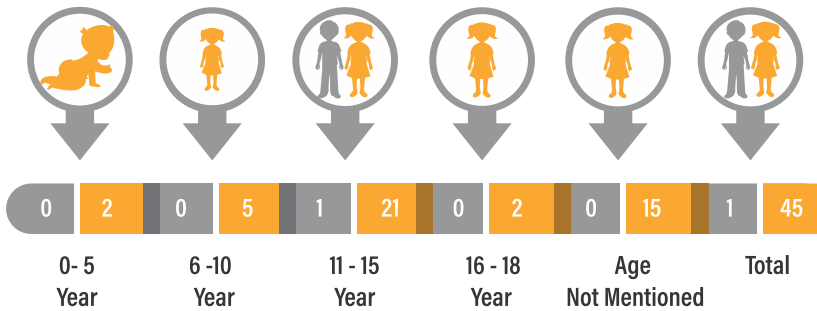 0 2 0 5 1 21 0 2 0 15 1 45
0- 5 6 -10 11 - 15 16 - 18 Age Total
Year Year Year Year Not Mentioned